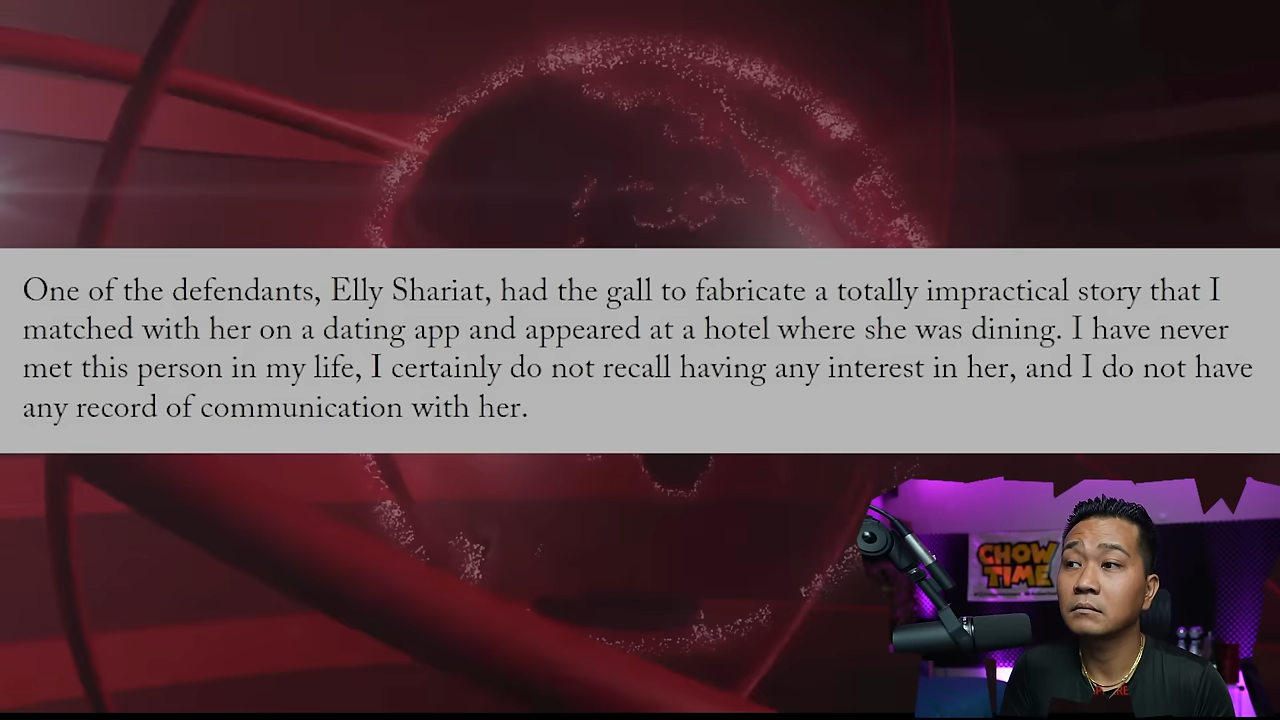 One of the defendants, Elly Shariat, had the gall to fabricate a totally impractical story that I
matched with her on a dating app and appeared at a hotel where she was dining. I have never
met this person in my life, I certainly do not recall having any interest in her, and I do not have
any record of communication with her.
CHOW
TIME